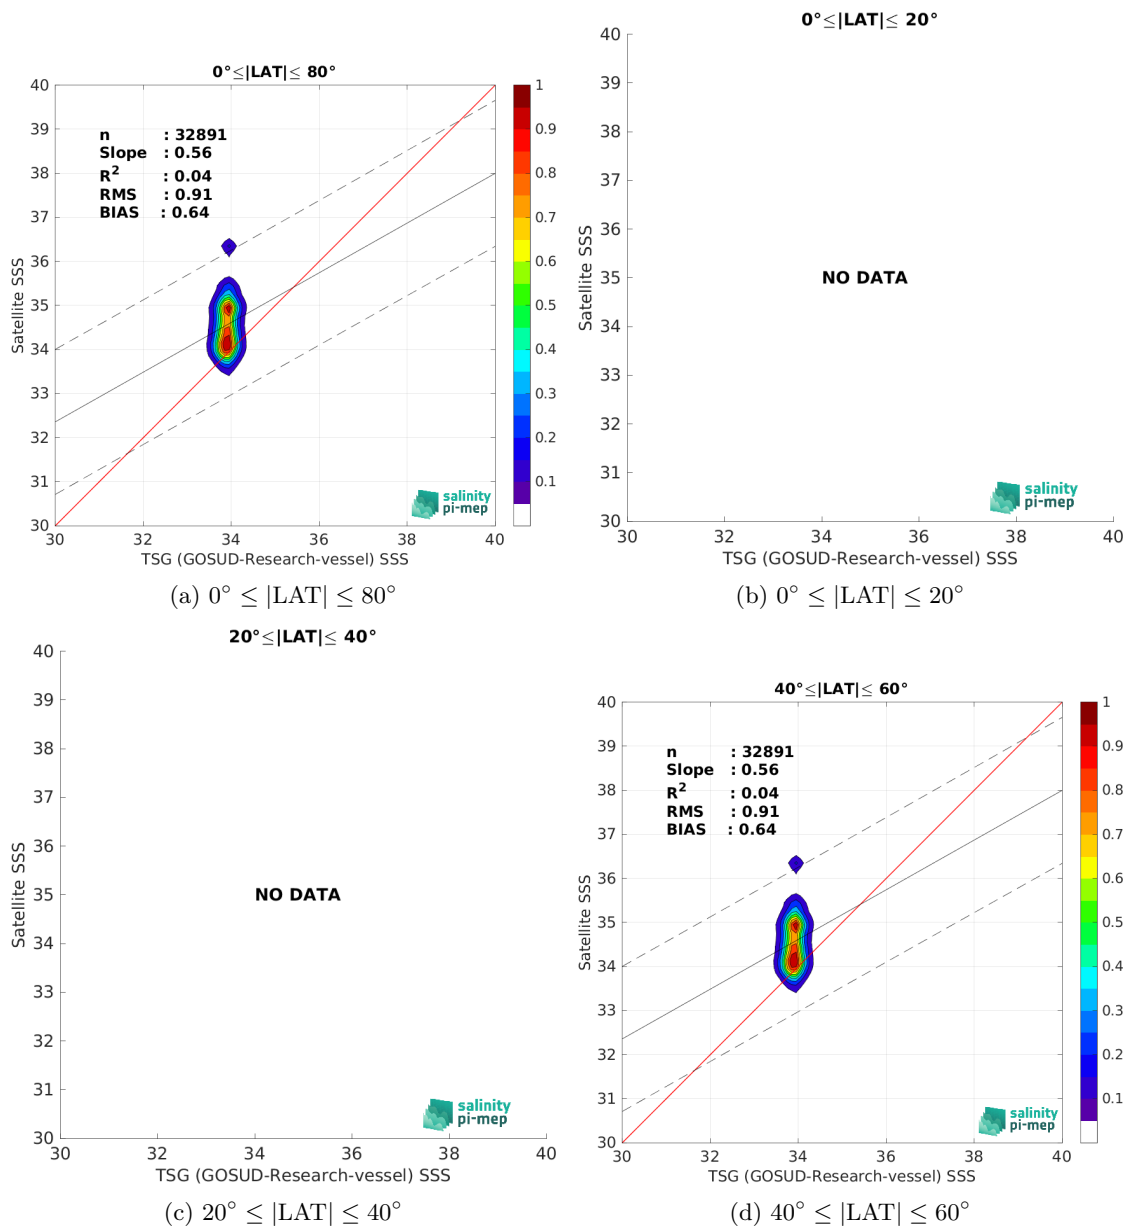 0°≤|LAT|≤ 80°
40
39
38
37
36
35
34
33
32
31
30
Satellite SSS
n : 32891
Slope : 0.56
R² : 0.04
RMS : 0.91
BIAS : 0.64
salinity
pi-mep
30 32 34 36 38 40
TSG (GOSUD-Research-vessel) SSS
1
0.9
0.8
0.7
0.6
0.5
0.4
0.3
0.2
0.1
(a) 0° ≤ |LAT| ≤ 80°
0°≤|LAT|≤ 20°
40
39
38
37
36
35
34
33
32
31
30
Satellite SSS
NO DATA
salinity
pi-mep
30 32 34 36 38 40
TSG (GOSUD-Research-vessel) SSS
(b) 0° ≤ |LAT| ≤ 20°
20°≤|LAT|≤ 40°
40
39
38
37
36
35
34
33
32
31
30
Satellite SSS
NO DATA
salinity
pi-mep
30 32 34 36 38 40
TSG (GOSUD-Research-vessel) SSS
(c) 20° ≤ |LAT| ≤ 40°
40°≤|LAT|≤ 60°
40
39
38
37
36
35
34
33
32
31
30
Satellite SSS
n : 32891
Slope : 0.56
R² : 0.04
RMS : 0.91
BIAS : 0.64
salinity
pi-mep
30 32 34 36 38 40
TSG (GOSUD-Research-vessel) SSS
1
0.9
0.8
0.7
0.6
0.5
0.4
0.3
0.2
0.1
(d) 40° ≤ |LAT| ≤ 60°